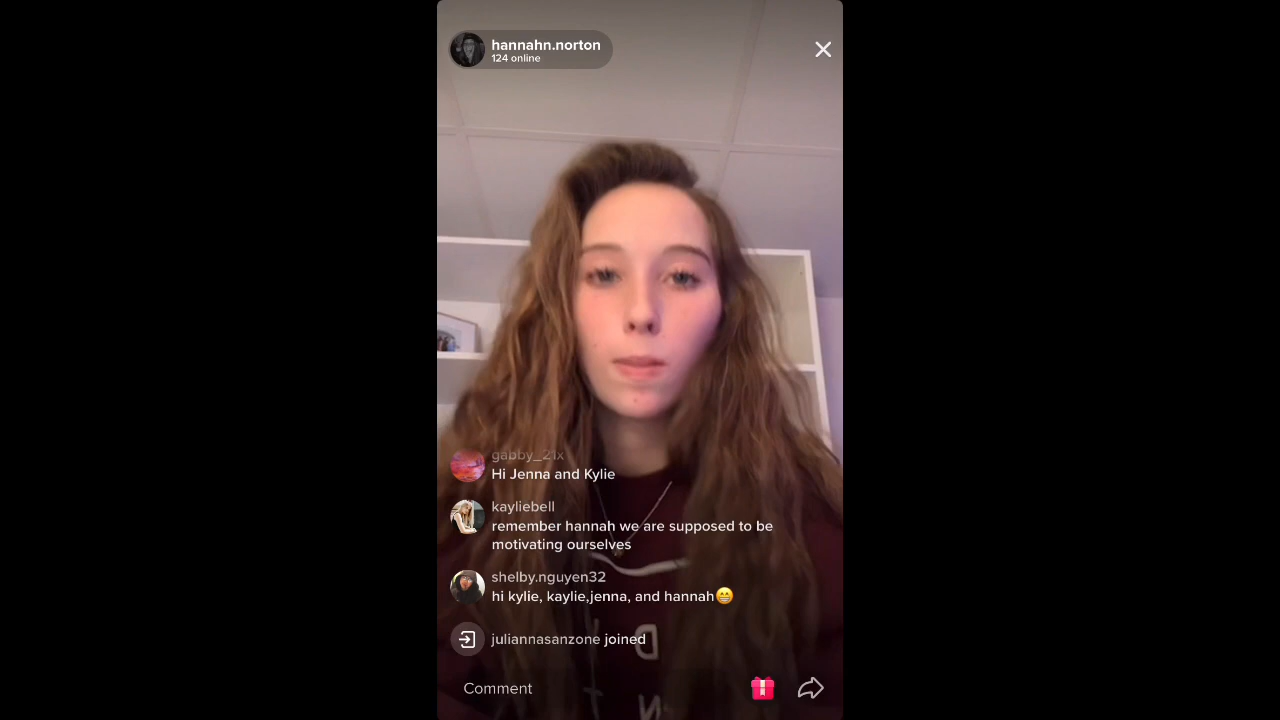 hannahn.norton
124 online
gabby_21x
Hi Jenna and Kylie
kayliebell
remember hannah we are supposed to be
motivating ourselves
shelby.nguyen32
hi kylie, kaylie,jenna, and hannah😁
juliannasanzone joined
Comment